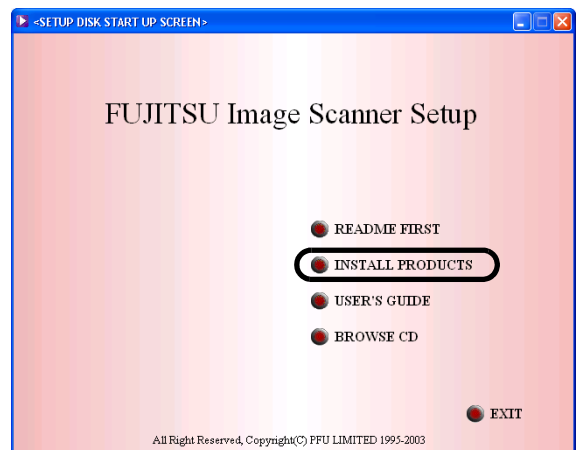 <SETUP DISK START UP SCREEN>
FUJITSU Image Scanner Setup
README FIRST
INSTALL PRODUCTS
USER'S GUIDE
BROWSE CD
EXIT
All Right Reserved, Copyright(C) PFU LIMITED 1995-2003